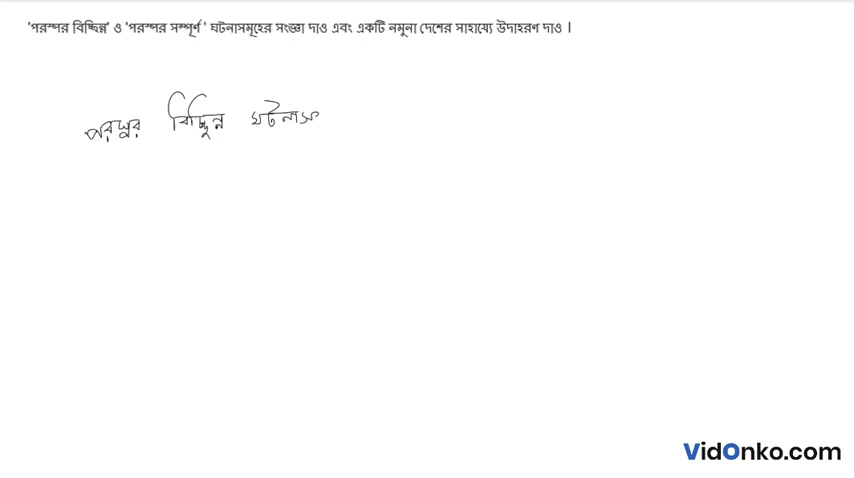 'পরস্পর বিচ্ছিন্ন' ও 'পরস্পর সম্পূর্ণ ' ঘটনাসমূহের সংজ্ঞা দাও এবং একটি নমুনা দেশের সাহায্যে উদাহরণ দাও ।
পরস্পর বিচ্ছিন্ন ঘটনাস
VidOnko.com